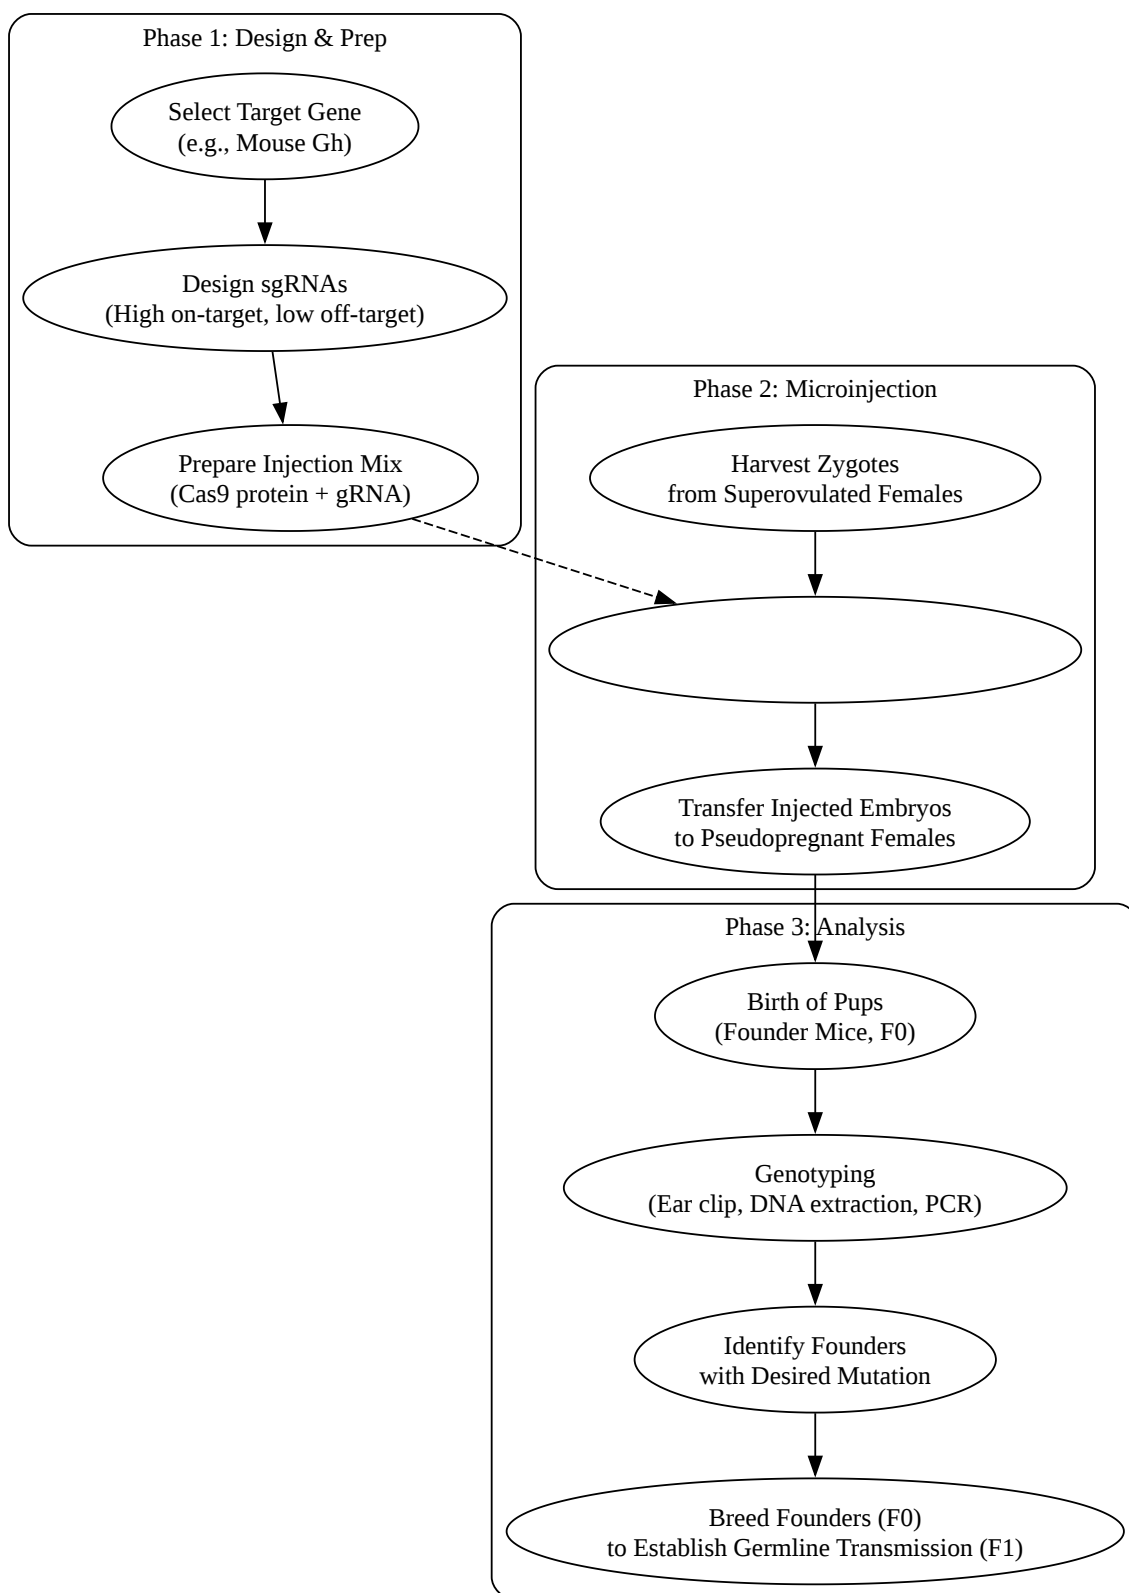 Phase 1: Design & Prep
Select Target Gene
(e.g., Mouse Gh)
Design sgRNAs
(High on-target, low off-target)
Prepare Injection Mix
(Cas9 protein + gRNA)
Phase 2: Microinjection
Harvest Zygotes
from Superovulated Females
Transfer Injected Embryos
to Pseudopregnant Females
Phase 3: Analysis
Birth of Pups
(Founder Mice, F0)
Genotyping
(Ear clip, DNA extraction, PCR)
Identify Founders
with Desired Mutation
Breed Founders (F0)
to Establish Germline Transmission (F1)